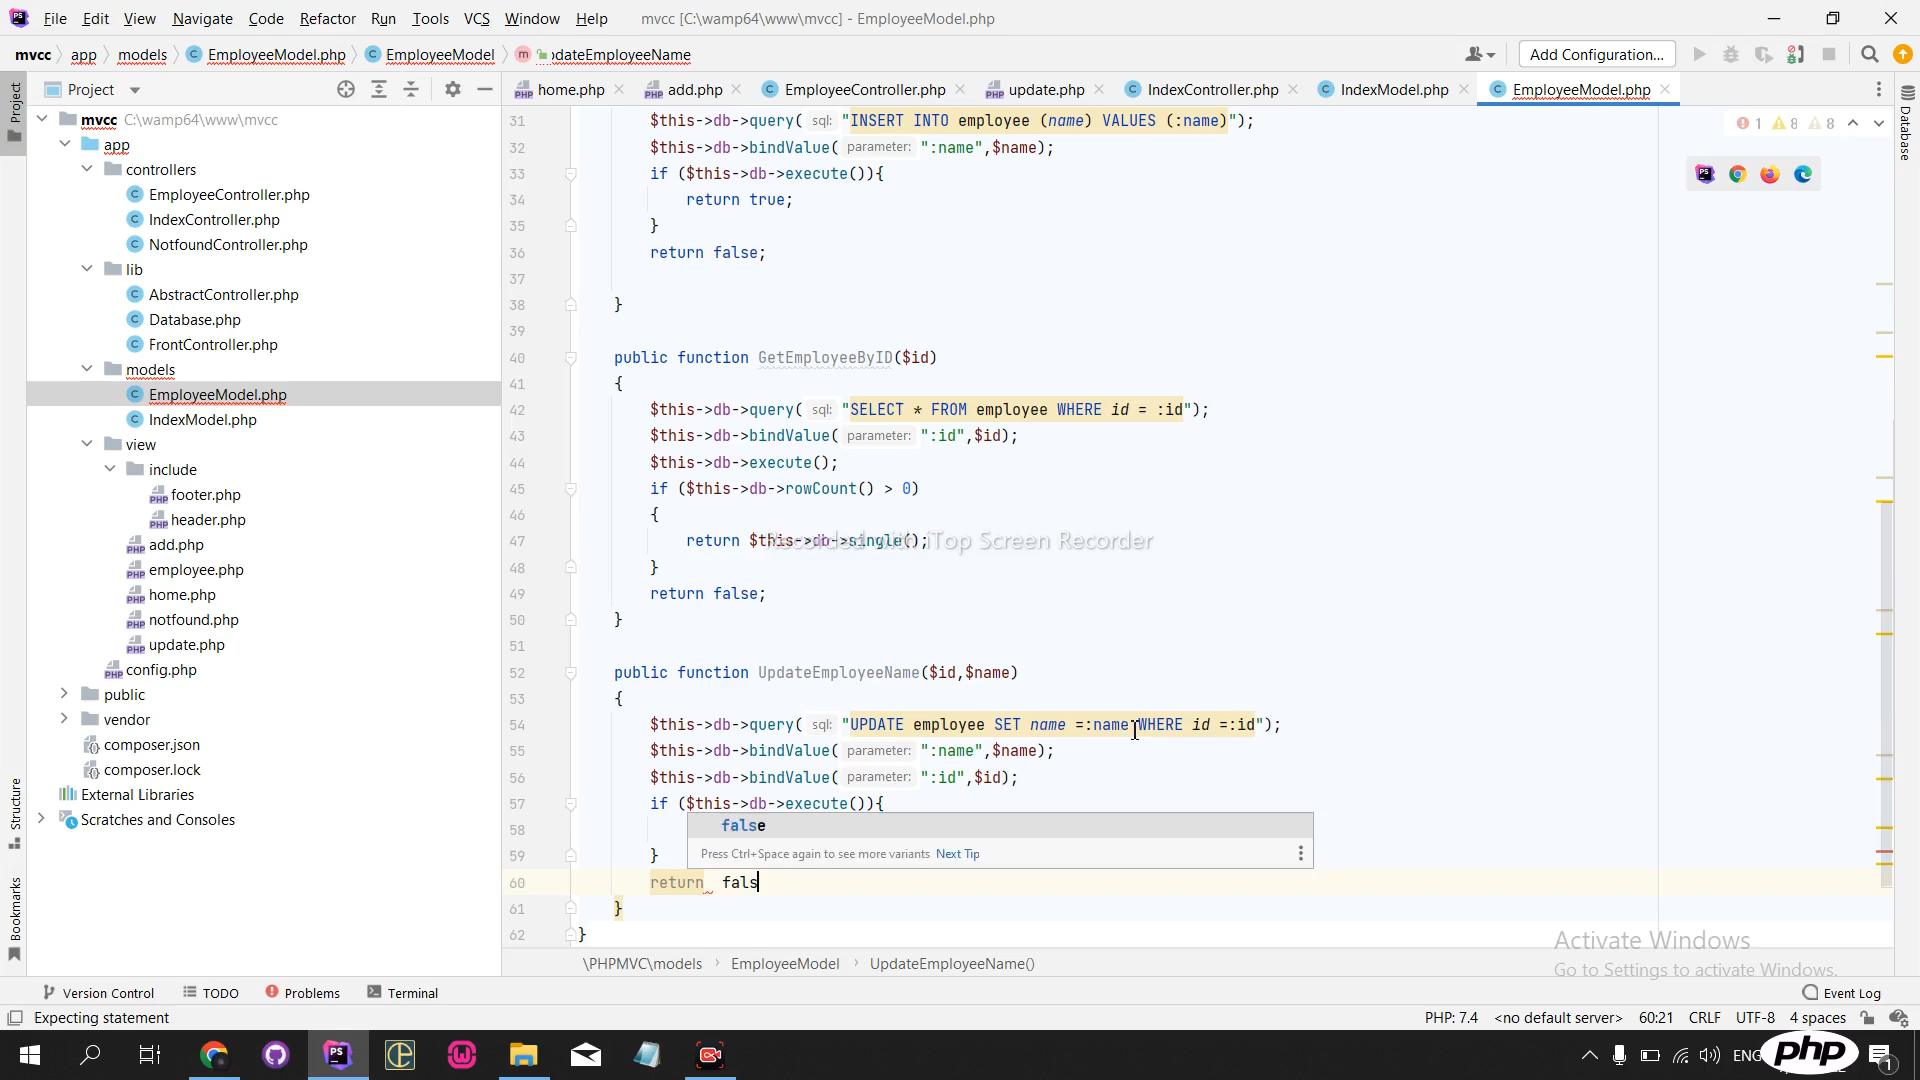 File Edit View Navigate Code Refactor Run Tools VCS Window Help mvcc [C:\wamp64\www\mvcc] - EmployeeModel.php
mvcc app models EmployeeModel.php EmployeeModel m pdateEmployeeName Add Configuration...
Project home.php add.php EmployeeController.php update.php IndexController.php IndexModel.php EmployeeModel.php
mvcc C:\wamp64\www\mvcc
app
controllers
EmployeeController.php
IndexController.php
NotfoundController.php
lib
AbstractController.php
Database.php
FrontController.php
models
EmployeeModel.php
IndexModel.php
view
include
footer.php
header.php
add.php
employee.php
home.php
notfound.php
update.php
config.php
public
vendor
composer.json
composer.lock
External Libraries
Scratches and Consoles
Project
Structure
Bookmarks
Database
1 8 8
31 $this->db->query( sql: "INSERT INTO employee (name) VALUES (:name)");
32 $this->db->bindValue( parameter: ":name",$name);
33 if ($this->db->execute()){
34 return true;
35 }
36 return false;
37
38 }
39
40 public function GetEmployeeByID($id)
41 {
42 $this->db->query( sql: "SELECT * FROM employee WHERE id = :id");
43 $this->db->bindValue( parameter: ":id",$id);
44 $this->db->execute();
45 if ($this->db->rowCount() > 0)
46 {
47 return $this->db->single();
Recorded with iTop Screen Recorder
48 }
49 return false;
50 }
51
52 public function UpdateEmployeeName($id,$name)
53 {
54 $this->db->query( sql: "UPDATE employee SET name =:name WHERE id =:id");
55 $this->db->bindValue( parameter: ":name",$name);
56 $this->db->bindValue( parameter: ":id",$id);
57 if ($this->db->execute()){
58
false
Press Ctrl+Space again to see more variants Next Tip
59 }
60 return fals
61 }
62 }
Activate Windows
Go to Settings to activate Windows.
\PHPMVC\models EmployeeModel UpdateEmployeeName()
Version Control TODO Problems Terminal Event Log
Expecting statement PHP: 7.4 <no default server> 60:21 CRLF UTF-8 4 spaces
ENG php 1